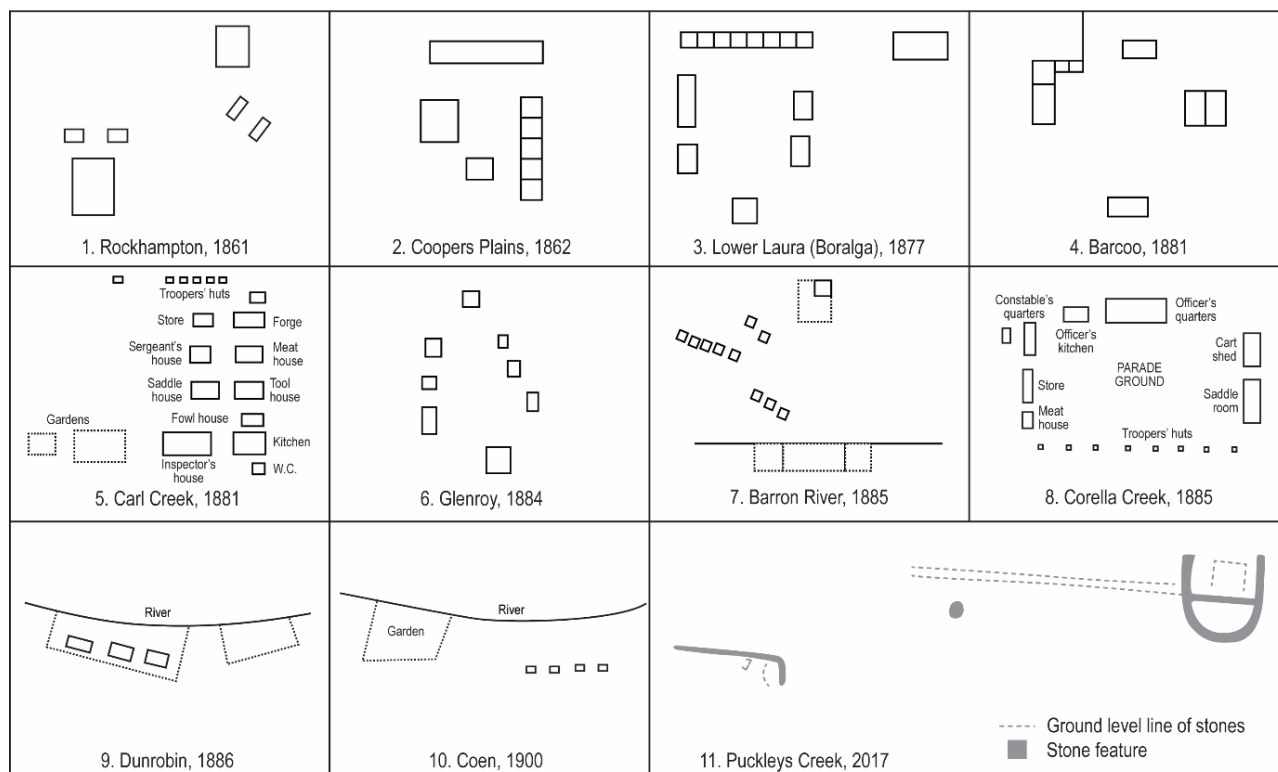 1. Rockhampton, 1861
2. Coopers Plains, 1862
3. Lower Laura (Boralga), 1877
4. Barcoo, 1881
Troopers' huts
Store
Forge
Sergeant's
house
Meat
house
Saddle
house
Tool
house
Gardens
Fowl house
Kitchen
Inspector's
house
W.C.
5. Carl Creek, 1881
6. Glenroy, 1884
7. Barron River, 1885
Constable's
quarters
Officer's
kitchen
Officer's
quarters
Cart
shed
PARADE
GROUND
Store
Saddle
room
Meat
house
Troopers' huts
8. Corella Creek, 1885
River
9. Dunrobin, 1886
River
Garden
10. Coen, 1900
Ground level line of stones
Stone feature
11. Puckleys Creek, 2017